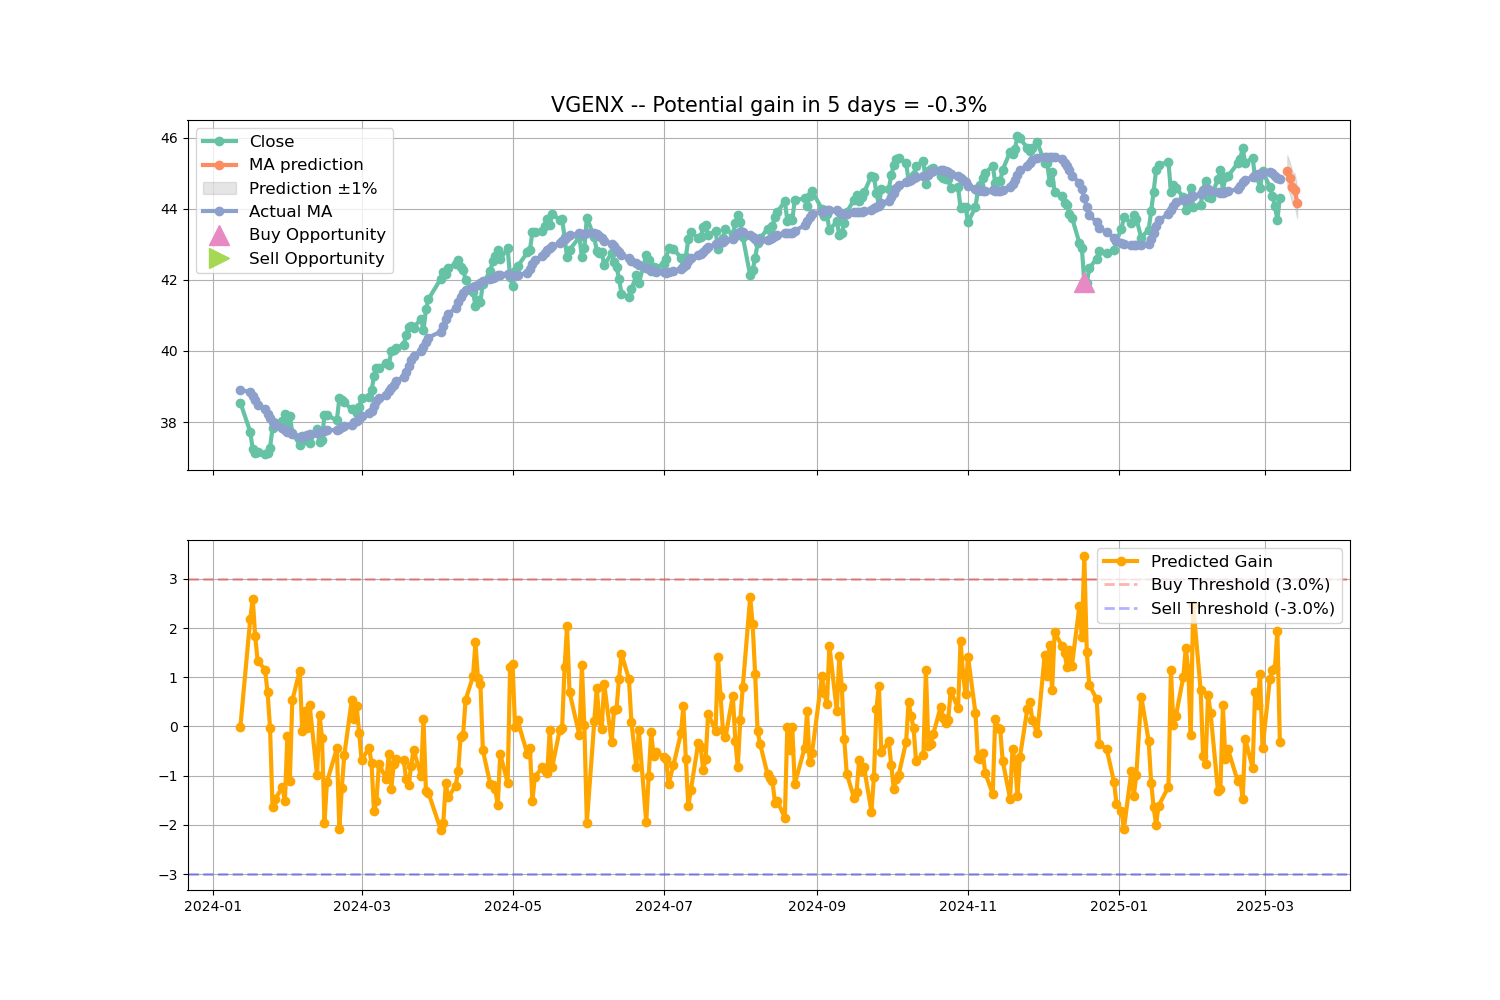 VGENX -- Potential gain in 5 days = -0.3%
46
44
42
40
38
Close
MA prediction
Prediction ±1%
Actual MA
Buy Opportunity
Sell Opportunity
3
2
1
0
−1
−2
−3
Predicted Gain
Buy Threshold (3.0%)
Sell Threshold (-3.0%)
2024-01
2024-03
2024-05
2024-07
2024-09
2024-11
2025-01
2025-03